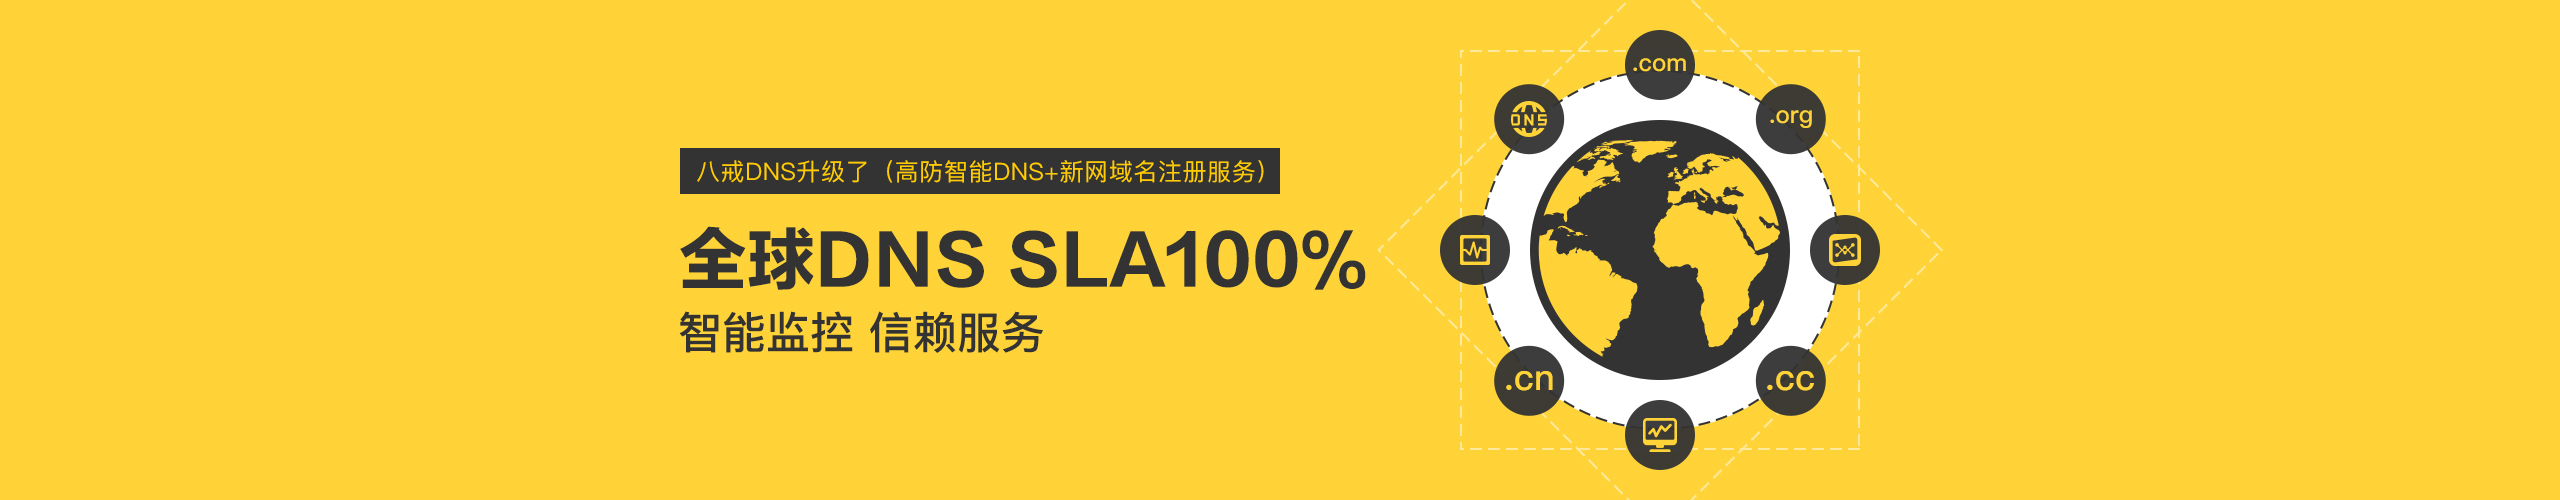 八戒DNS升级了（高防智能DNS+新网域名注册服务）
全球DNS SLA100%
智能监控 信赖服务
.com
DNS
.org
.cn
.cc